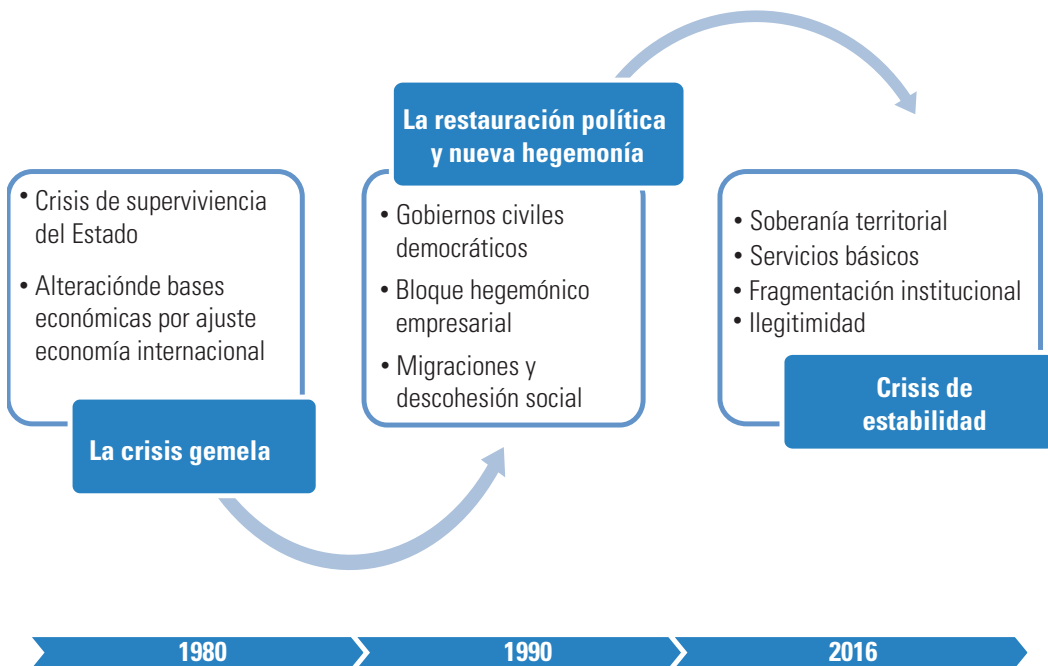 • Crisis de superviviencia
del Estado
• Alteraciónde bases
económicas por ajuste
economía internacional
La crisis gemela
La restauración política
y nueva hegemonía
• Gobiernos civiles
democráticos
• Bloque hegemónico
empresarial
• Migraciones y
descohesión social
• Soberanía territorial
• Servicios básicos
• Fragmentación institucional
• Ilegitimidad
Crisis de
estabilidad
1980
1990
2016